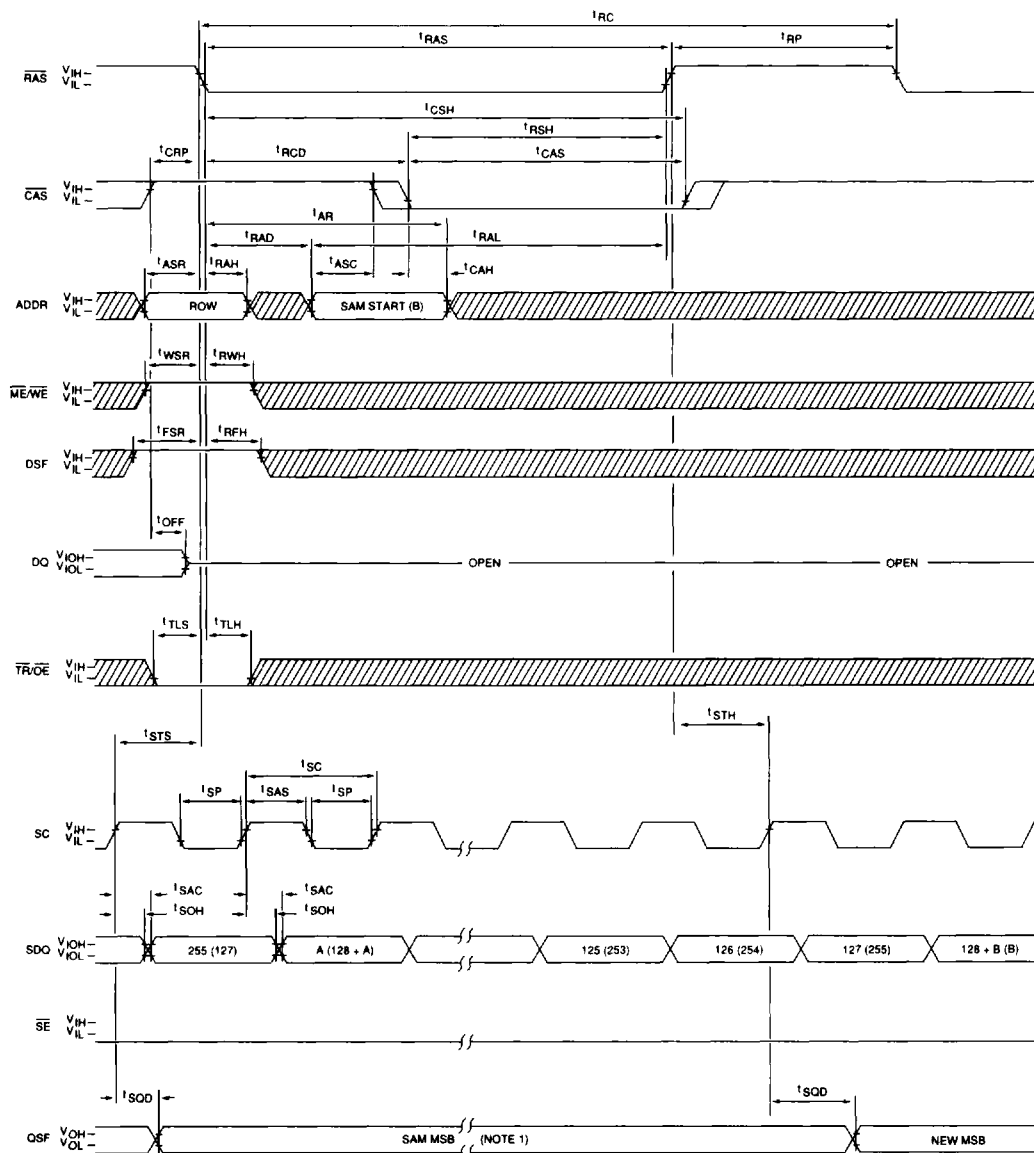 tRC
tRAS tRP
RAS VIH VIL
tCSH
tRSH
tCRP tRCD tCAS
CAS VIH VIL
tAR
tRAD tRAL
tASR tRAH tASC tCAH
ADDR VIH VIL ROW SAM START (B)
tWSR tRWH
ME/WE VIH VIL
tFSR tRFH
DSF VIH VIL
tOFF
DQ VIOH VIOL OPEN OPEN
tTLS tTLH
TR/OE VIH VIL
tSTS tSTH
tSC
tSP tSAS tSP
SC VIH VIL
tSAC tSAC
tSOH tSOH
SDQ VIOH VIOL 255 (127) A (128 + A) 125 (253) 126 (254) 127 (255) 128 + B (B)
SE VIH VIL
tSQD tSQD
QSF VOH VOL SAM MSB (NOTE 1) NEW MSB